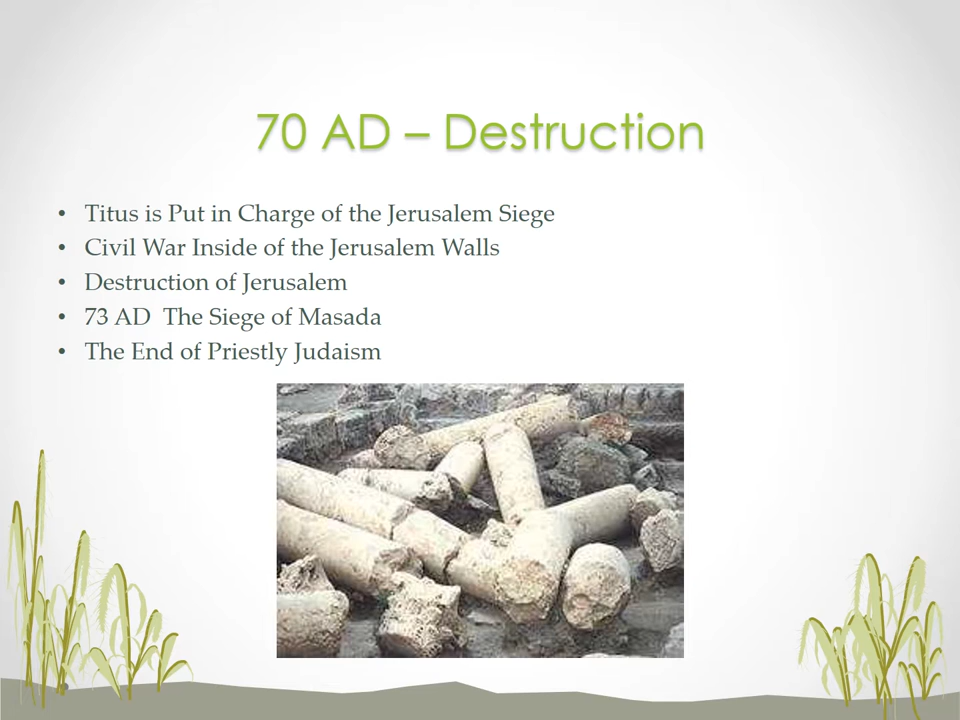 70 AD – Destruction
• Titus is Put in Charge of the Jerusalem Siege
• Civil War Inside of the Jerusalem Walls
• Destruction of Jerusalem
• 73 AD  The Siege of Masada
• The End of Priestly Judaism